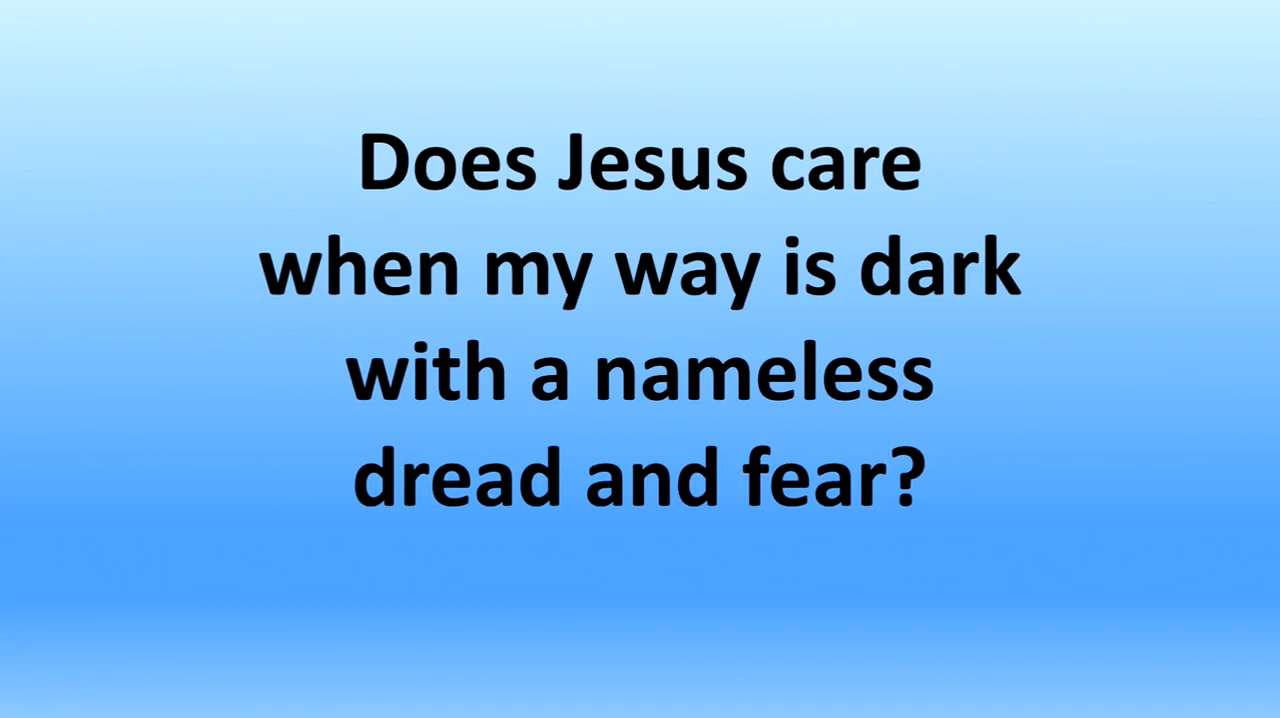 Does Jesus care
when my way is dark
with a nameless
dread and fear?